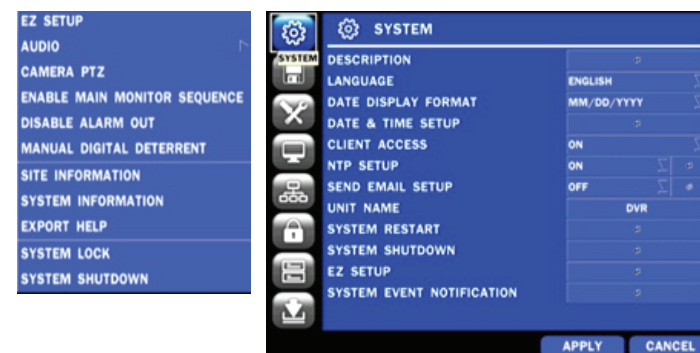 EZ SETUP
AUDIO
CAMERA PTZ
ENABLE MAIN MONITOR SEQUENCE
DISABLE ALARM OUT
MANUAL DIGITAL DETERRENT
SITE INFORMATION
SYSTEM INFORMATION
EXPORT HELP
SYSTEM LOCK
SYSTEM SHUTDOWN
SYSTEM
SYSTEM
DESCRIPTION
LANGUAGE ENGLISH
DATE DISPLAY FORMAT MM/DD/YYYY
DATE & TIME SETUP
CLIENT ACCESS ON
NTP SETUP ON
SEND EMAIL SETUP OFF
UNIT NAME DVR
SYSTEM RESTART
SYSTEM SHUTDOWN
EZ SETUP
SYSTEM EVENT NOTIFICATION
APPLY CANCEL